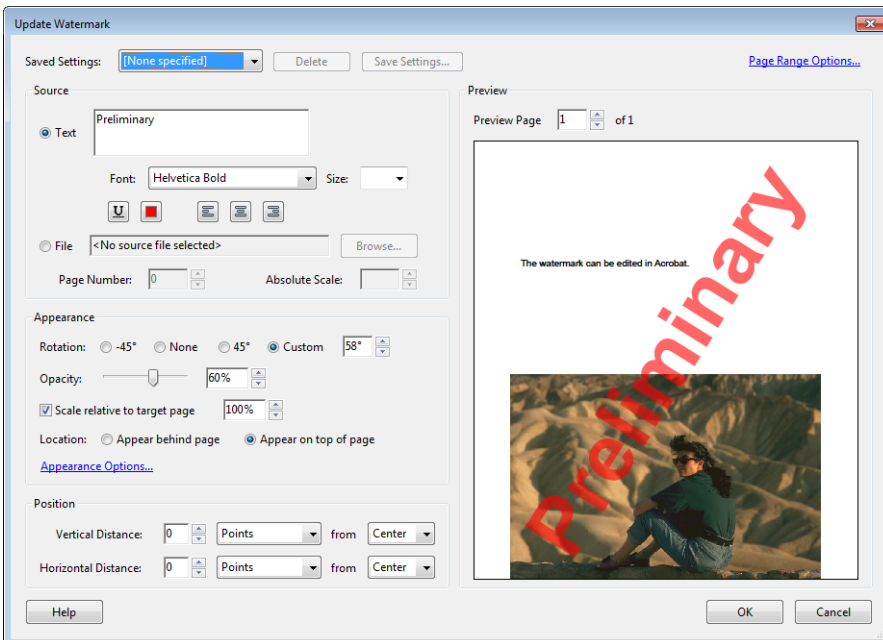 Update Watermark
Saved Settings: [None specified] Delete Save Settings... Page Range Options...
Source
Text Preliminary
Font: Helvetica Bold Size:
U
File <No source file selected> Browse...
Page Number: 0 Absolute Scale:
Appearance
Rotation: -45° None 45° Custom 58°
Opacity: 60%
Scale relative to target page 100%
Location: Appear behind page Appear on top of page
Appearance Options...
Position
Vertical Distance: 0 Points from Center
Horizontal Distance: 0 Points from Center
Preview
Preview Page 1 of 1
The watermark can be edited in Acrobat.
Preliminary
Help OK Cancel